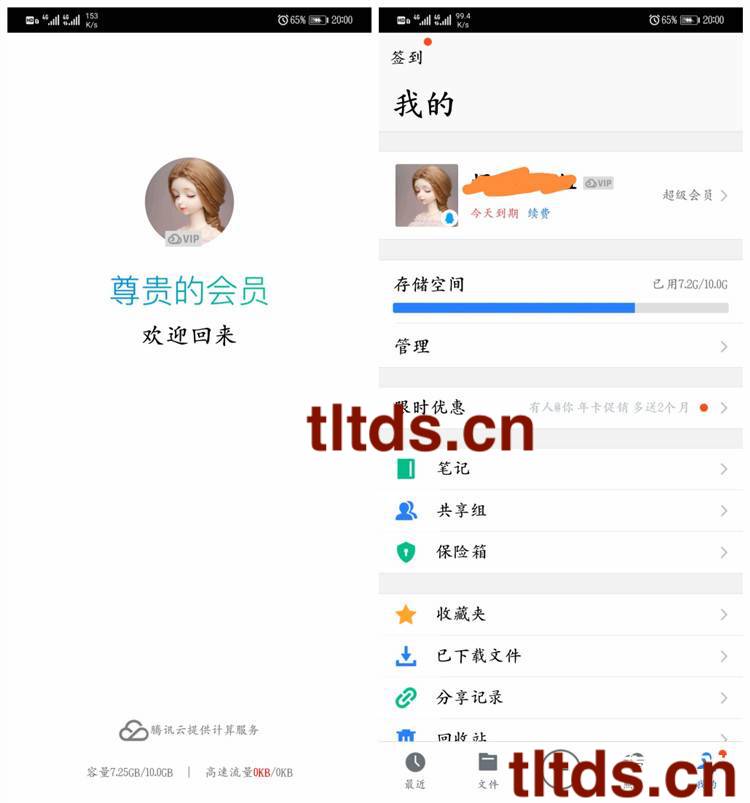 HD 4G 4G 153 K/s 65% 20:00
VIP
尊贵的会员
欢迎回来
腾讯云提供计算服务
容量7.25GB/10.0GB | 高速流量0KB/0KB
4G 4G 99.4 K/s 65% 20:00
签到
我的
VIP
超级会员
今天到期 续费
存储空间 已用7.2G/10.0G
管理
限时优惠 有人@你 年卡促销 多送2个月
tltds.cn
笔记
共享组
保险箱
收藏夹
已下载文件
分享记录
回收站
最近 文件 我的
tltds.cn